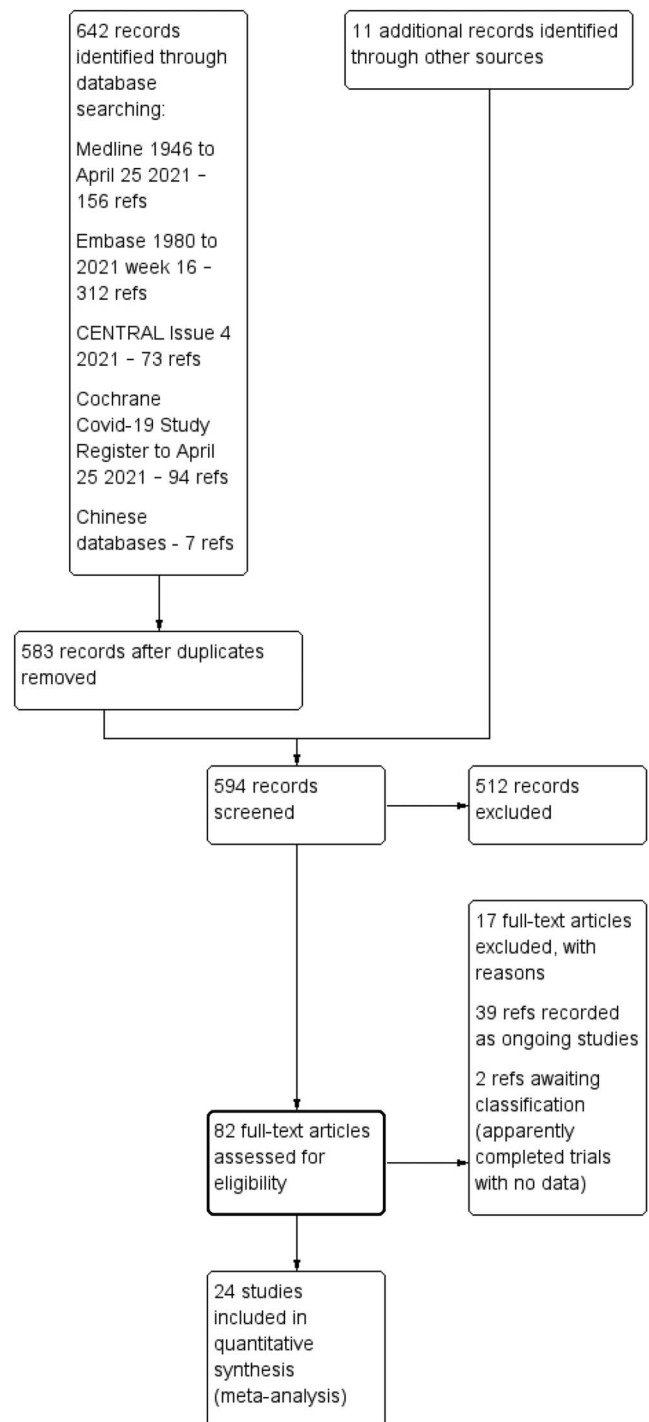 642 records
identified through
database
searching:
Medline 1946 to
April 25 2021 –
156 refs
Embase 1980 to
2021 week 16 –
312 refs
CENTRAL Issue 4
2021 – 73 refs
Cochrane
Covid-19 Study
Register to April
25 2021 – 94 refs
Chinese
databases - 7 refs
11 additional records identified
through other sources
583 records after duplicates
removed
594 records
screened
512 records
excluded
17 full-text articles
excluded, with
reasons
39 refs recorded
as ongoing studies
2 refs awaiting
classification
(apparently
completed trials
with no data)
82 full-text articles
assessed for
eligibility
24 studies
included in
quantitative
synthesis
(meta-analysis)